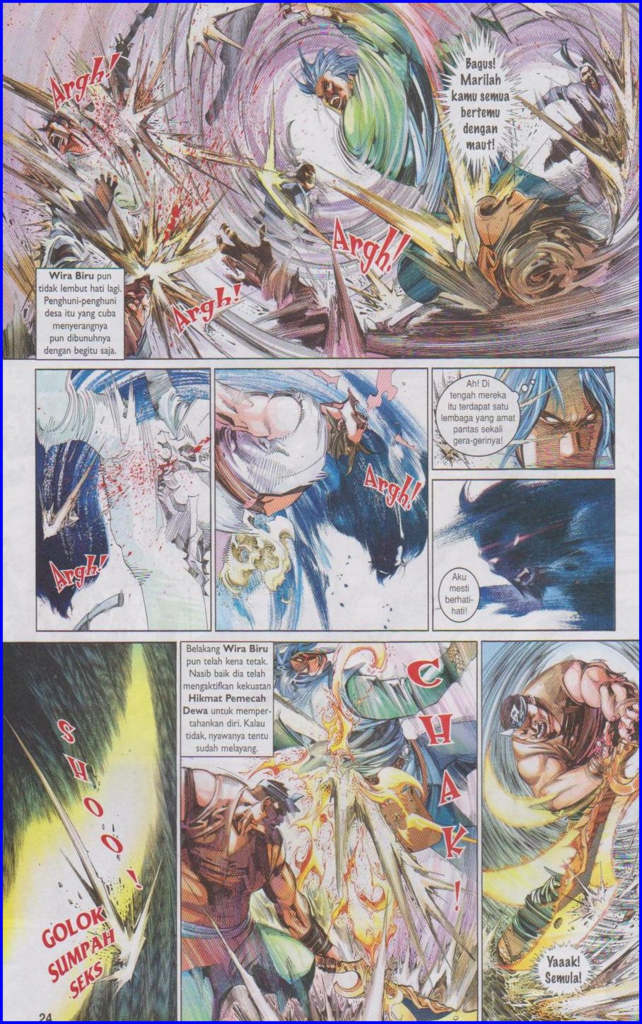 Argh!
Bagus!
Marilah
kamu semua
bertemu
dengan
maut!
Argh!
Argh!
Wira Biru pun
tidak lembut hati lagi.
Penghuni-penghuni
desa itu yang cuba
menyerangnya
pun dibunuhnya
dengan begitu saja.
Argh!
Argh!
Ah! Di
tengah mereka
itu terdapat satu
lembaga yang amat
pantas sekali
gera-gerinya!
Aku
mesti
berhati-
hati!
SHOO!
GOLOK
SUMPAH
SEKS
Belakang Wira Biru
pun telah kena tetak.
Nasib baik dia telah
mengaktifkan kekuatan
Hikmat Pemecah
Dewa untuk memper-
tahankan diri. Kalau
tidak, nyawanya tentu
sudah melayang.
CHAK!
Yaaak!
Semula!
24